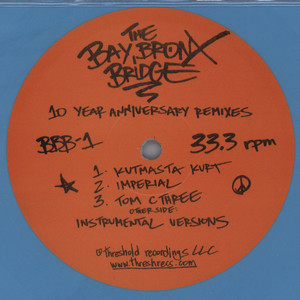 THE
BAY BRONX
BRIDGE
10 YEAR ANNIVERSARY REMIXES
BBB-1
33.3 rpm
1. KUTMASTA KURT
2. IMPERIAL
3. TOM C THREE
OTHER SIDE:
INSTRUMENTAL VERSIONS
℗ threshold recordings LLC
www.threshrec.com